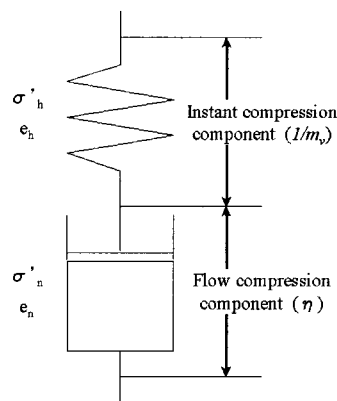 σ'h
eh
Instant compression
component (1/mv)
σ'n
en
Flow compression
component (η)